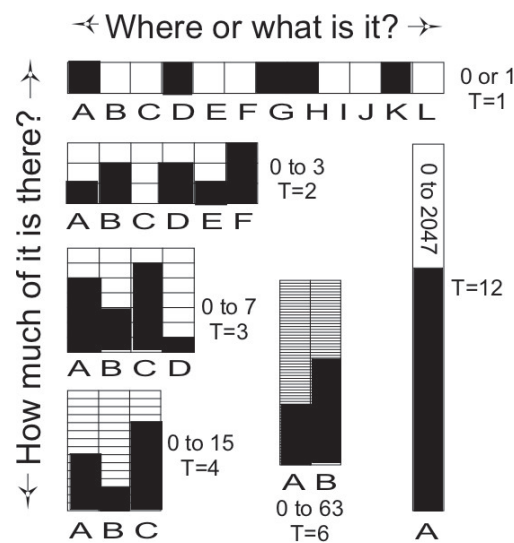 Where or what is it?
How much of it is there?
0 or 1
T=1
A B C D E F G H I J K L
0 to 3
T=2
A B C D E F
0 to 2047
T=12
0 to 7
T=3
A B C D
0 to 15
T=4
A B C
A B
0 to 63
T=6
A